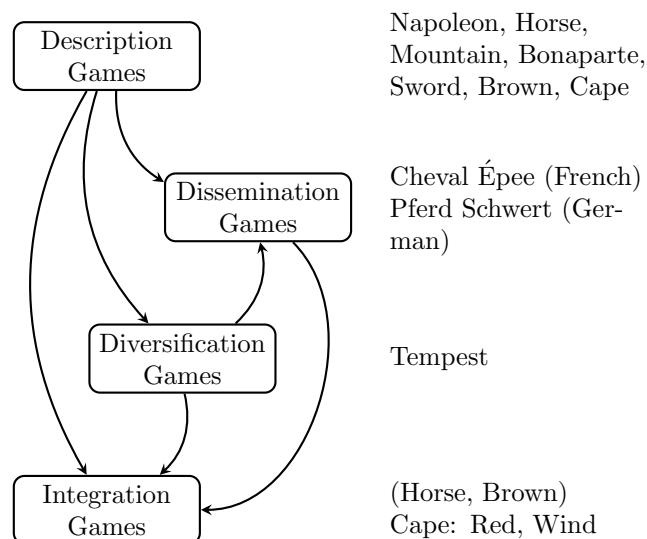 Description
Games
Napoleon, Horse,
Mountain, Bonaparte,
Sword, Brown, Cape
Dissemination
Games
Cheval Épee (French)
Pferd Schwert (Ger-
man)
Diversification
Games
Tempest
Integration
Games
(Horse, Brown)
Cape: Red, Wind